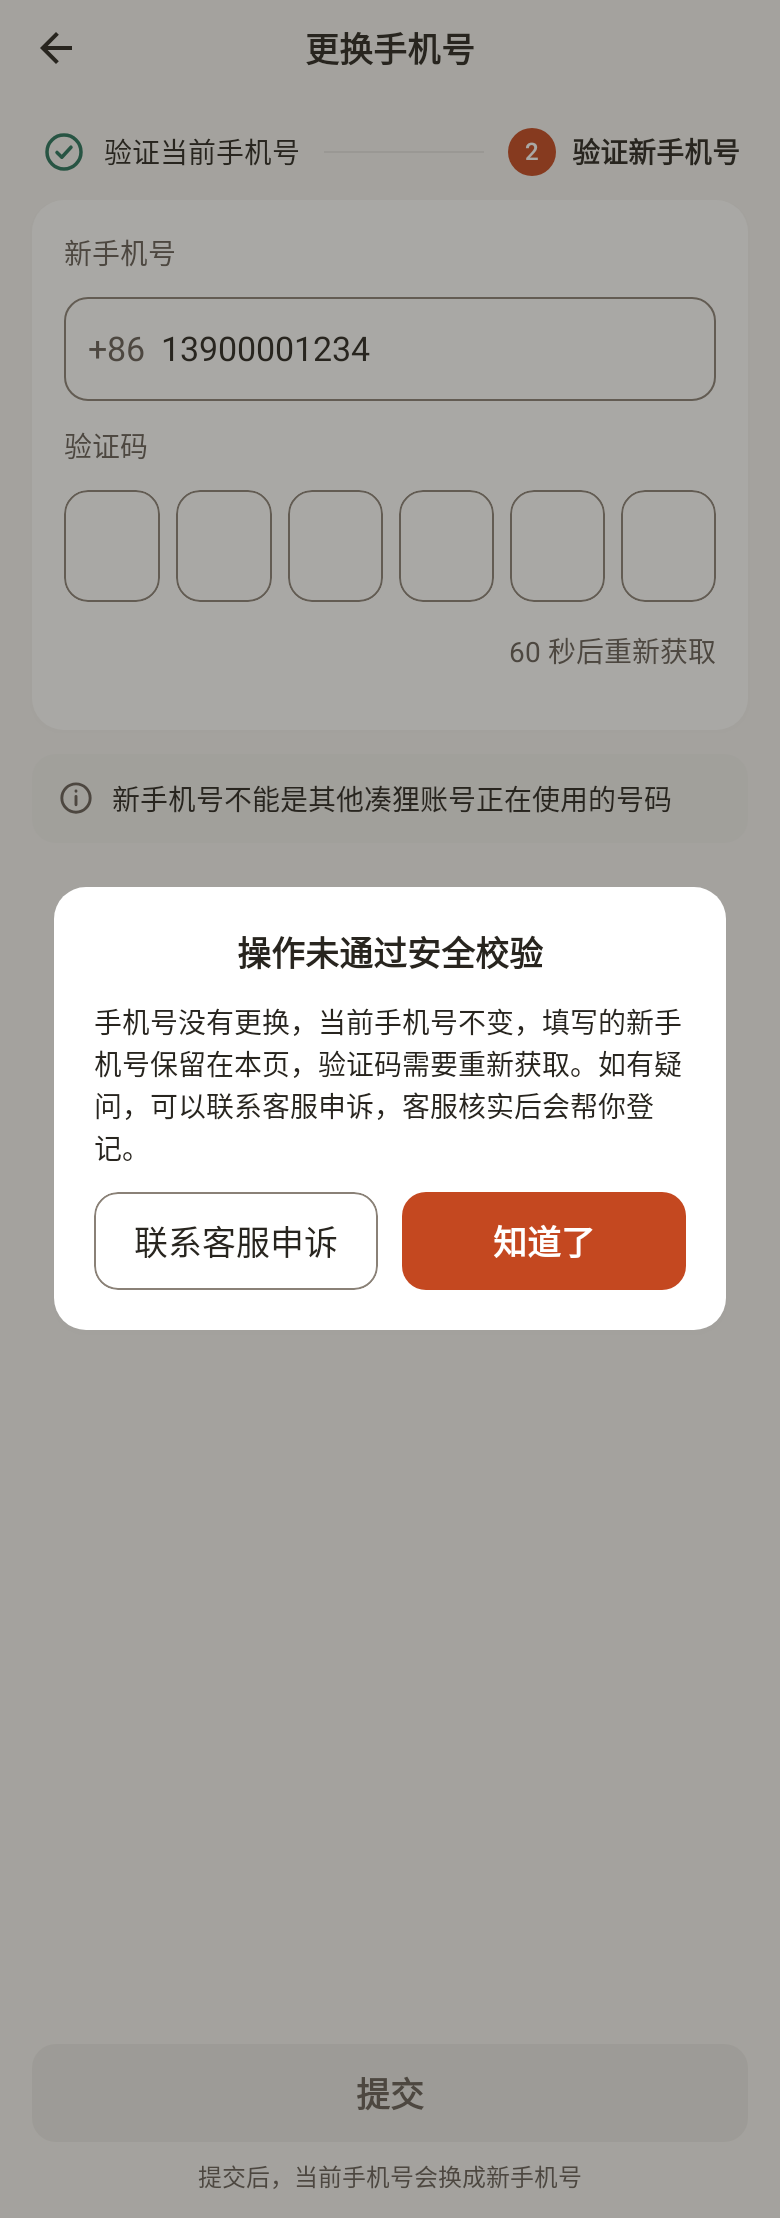 更换手机号
验证当前手机号
2 验证新手机号
新手机号
+86 13900001234
验证码
60 秒后重新获取
新手机号不能是其他凑狸账号正在使用的号码
操作未通过安全校验
手机号没有更换，当前手机号不变，填写的新手
机号保留在本页，验证码需要重新获取。如有疑
问，可以联系客服申诉，客服核实后会帮你登
记。
联系客服申诉
知道了
提交
提交后，当前手机号会换成新手机号